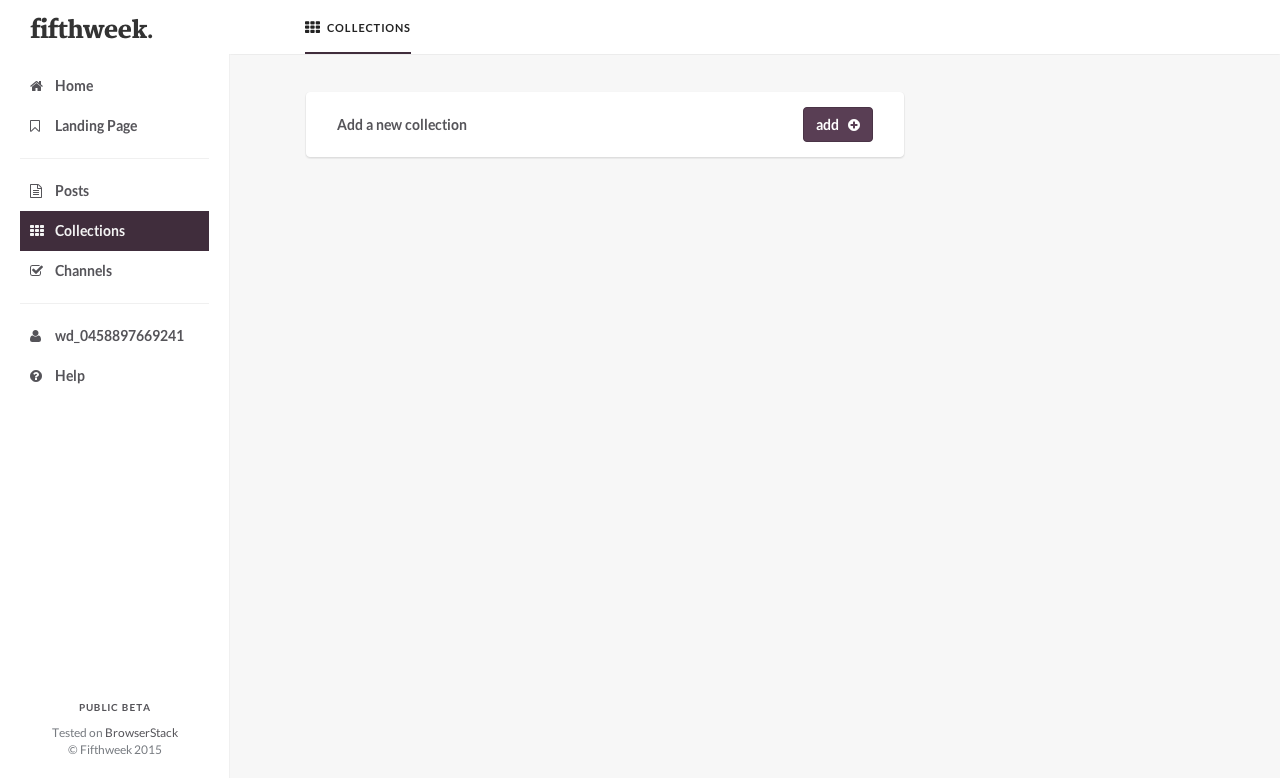 fifthweek.
COLLECTIONS
Home
Landing Page
Posts
Collections
Channels
wd_0458897669241
Help
Add a new collection
add
PUBLIC BETA
Tested on BrowserStack
© Fifthweek 2015